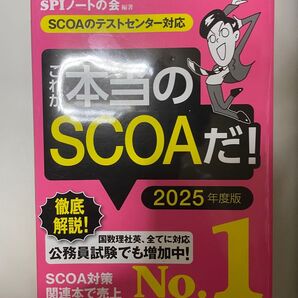 SPIノートの会 編著
SCOAのテストセンター対応
これが
本当の
SCOAだ!
2025年度版
徹底
解説!
国数理社英、全てに対応
公務員試験でも増加中!
SCOA対策
関連本で売上
No.1